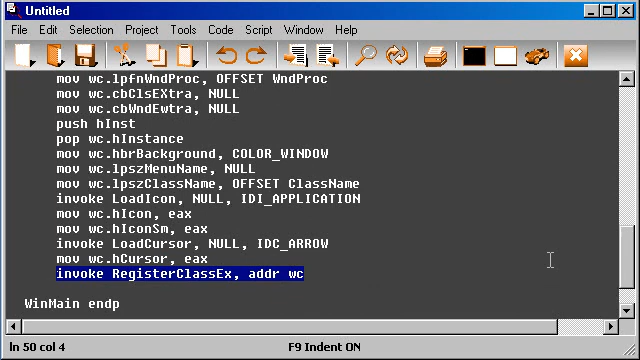 Untitled
File Edit Selection Project Tools Code Script Window Help
mov wc.lpfnWndProc, OFFSET WndProc
mov wc.cbClsEXtra, NULL
mov wc.cbWndEwtra, NULL
push hInst
pop wc.hInstance
mov wc.hbrBackground, COLOR_WINDOW
mov wc.lpszMenuName, NULL
mov wc.lpszClassName, OFFSET ClassName
invoke LoadIcon, NULL, IDI_APPLICATION
mov wc.hIcon, eax
mov wc.hIconSm, eax
invoke LoadCursor, NULL, IDC_ARROW
mov wc.hCursor, eax
invoke RegisterClassEx, addr wc
WinMain endp
ln 50 col 4 F9 Indent ON